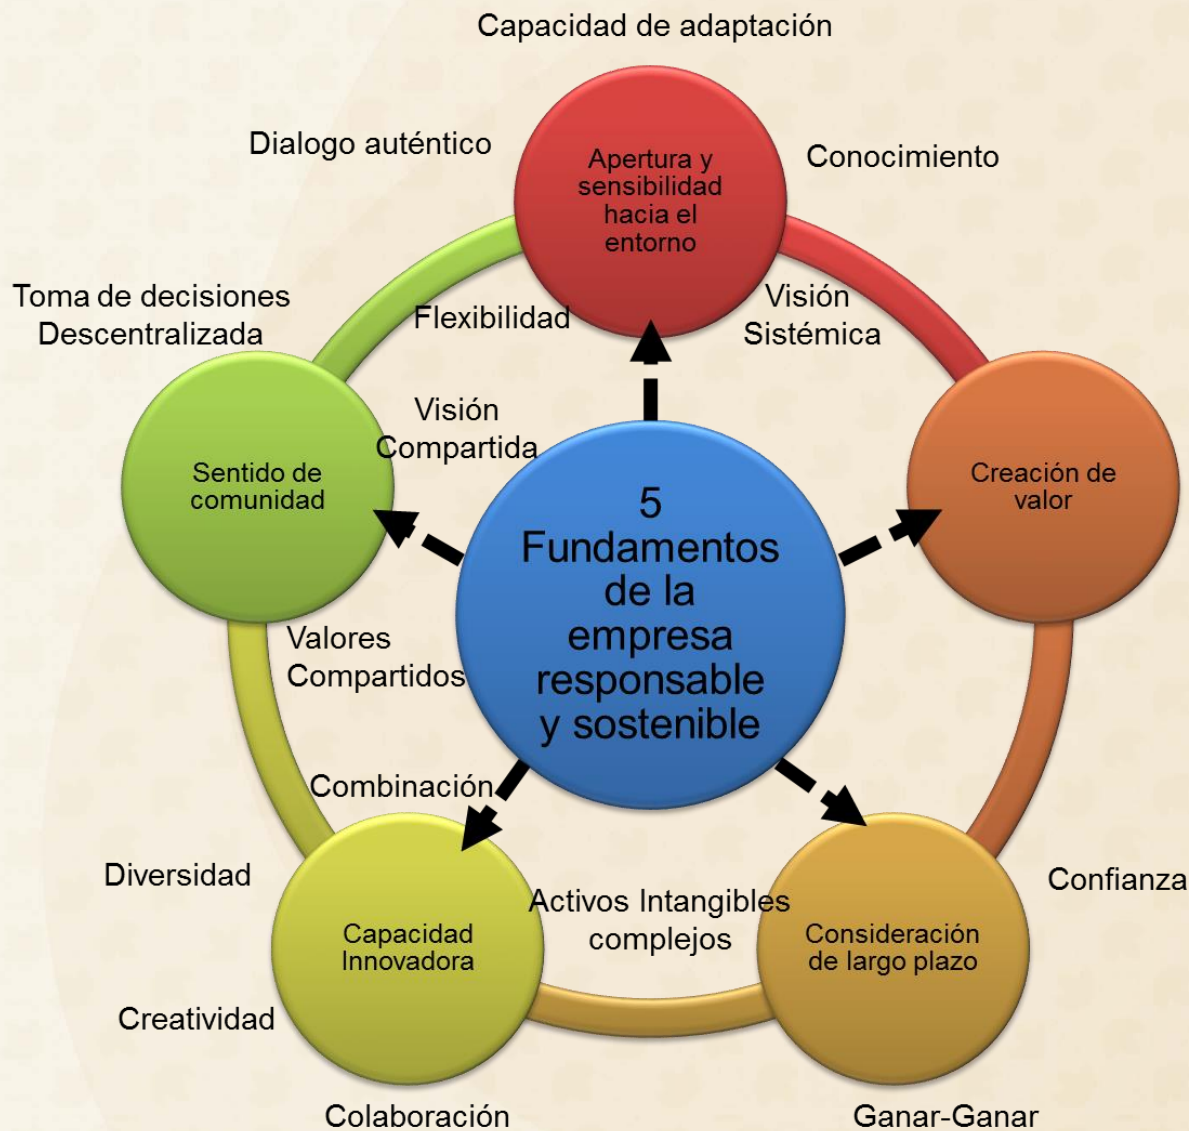 Capacidad de adaptación
Dialogo auténtico
Apertura y
sensibilidad
hacia el
entorno
Conocimiento
Toma de decisiones
Descentralizada
Flexibilidad
Visión
Sistémica
Visión
Compartida
Sentido de
comunidad
Creación de
valor
5
Fundamentos
de la
empresa
responsable
y sostenible
Valores
Compartidos
Combinación
Diversidad
Activos Intangibles
complejos
Confianza
Capacidad
Innovadora
Consideración
de largo plazo
Creatividad
Colaboración
Ganar-Ganar